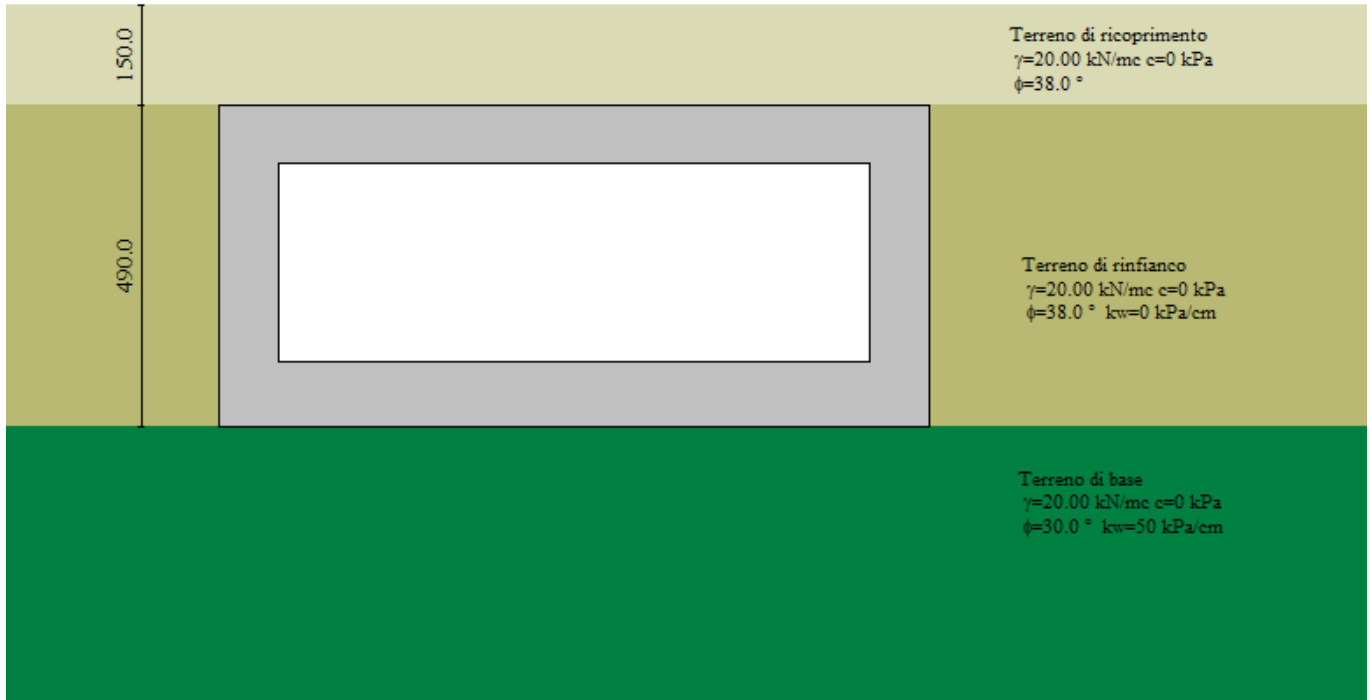 150.0
Terreno di ricoprimento
γ=20.00 kN/mc c=0 kPa
ϕ=38.0 °
490.0
Terreno di rinfianco
γ=20.00 kN/mc c=0 kPa
ϕ=38.0 ° kw=0 kPa/cm
Terreno di base
γ=20.00 kN/mc c=0 kPa
ϕ=30.0 ° kw=50 kPa/cm